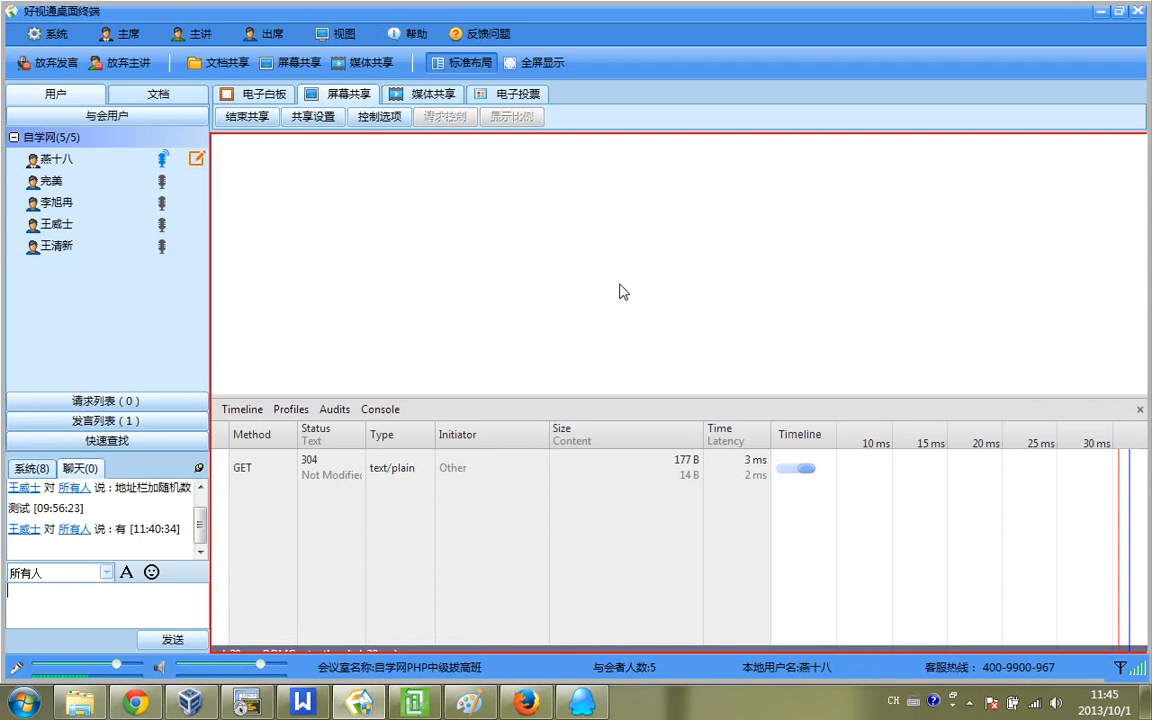 好视通桌面终端
系统 主席 主讲 出席 视图 帮助 反馈问题
放弃发言 放弃主讲 文档共享 屏幕共享 媒体共享 标准布局 全屏显示
用户 文档 电子白板 屏幕共享 媒体共享 电子投票
与会用户 结束共享 共享设置 控制选项 请求控制 显示比例
自学网(5/5)
燕十八
完美
李旭冉
王威士
王清新
请求列表（0）
发言列表（1）
快速查找
Timeline Profiles Audits Console
Method Status Text Type Initiator Size Content Time Latency Timeline 10 ms 15 ms 20 ms 25 ms 30 ms
GET 304 text/plain Other 177 B 3 ms
Not Modified 14 B 2 ms
系统(8) 聊天(0)
王威士 对 所有人 说：地址栏加随机数
测试 [09:56:23]
王威士 对 所有人 说：有 [11:40:34]
所有人 A
发送
会议室名称:自学网PHP中级拔高班 与会者人数:5 本地用户名:燕十八 客服热线： 400-9900-967
CH 11:45
2013/10/1